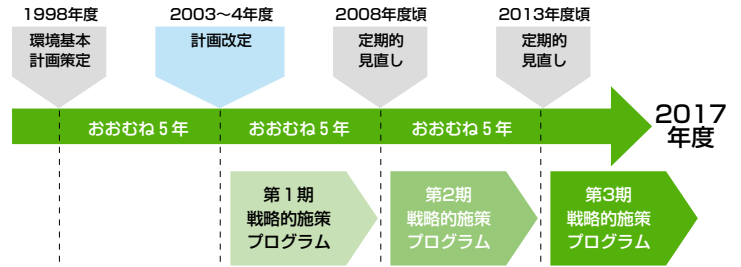 1998年度
2003〜4年度
2008年度頃
2013年度頃
環境基本
計画策定
計画改定
定期的
見直し
定期的
見直し
おおむね5年
おおむね5年
おおむね5年
2017
年度
第1期
戦略的施策
プログラム
第2期
戦略的施策
プログラム
第3期
戦略的施策
プログラム